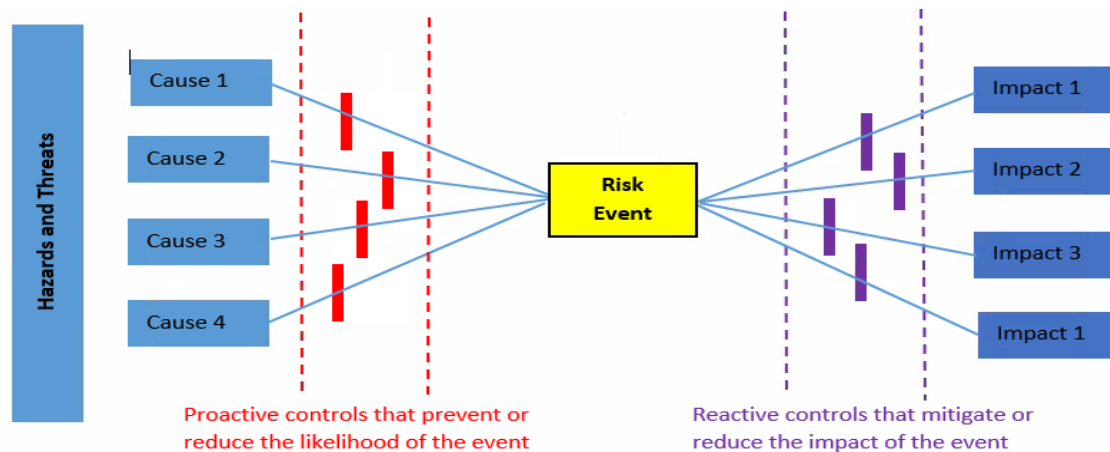 Hazards and Threats
Cause 1
Cause 2
Cause 3
Cause 4
Risk
Event
Impact 1
Impact 2
Impact 3
Impact 1
Proactive controls that prevent or
reduce the likelihood of the event
Reactive controls that mitigate or
reduce the impact of the event